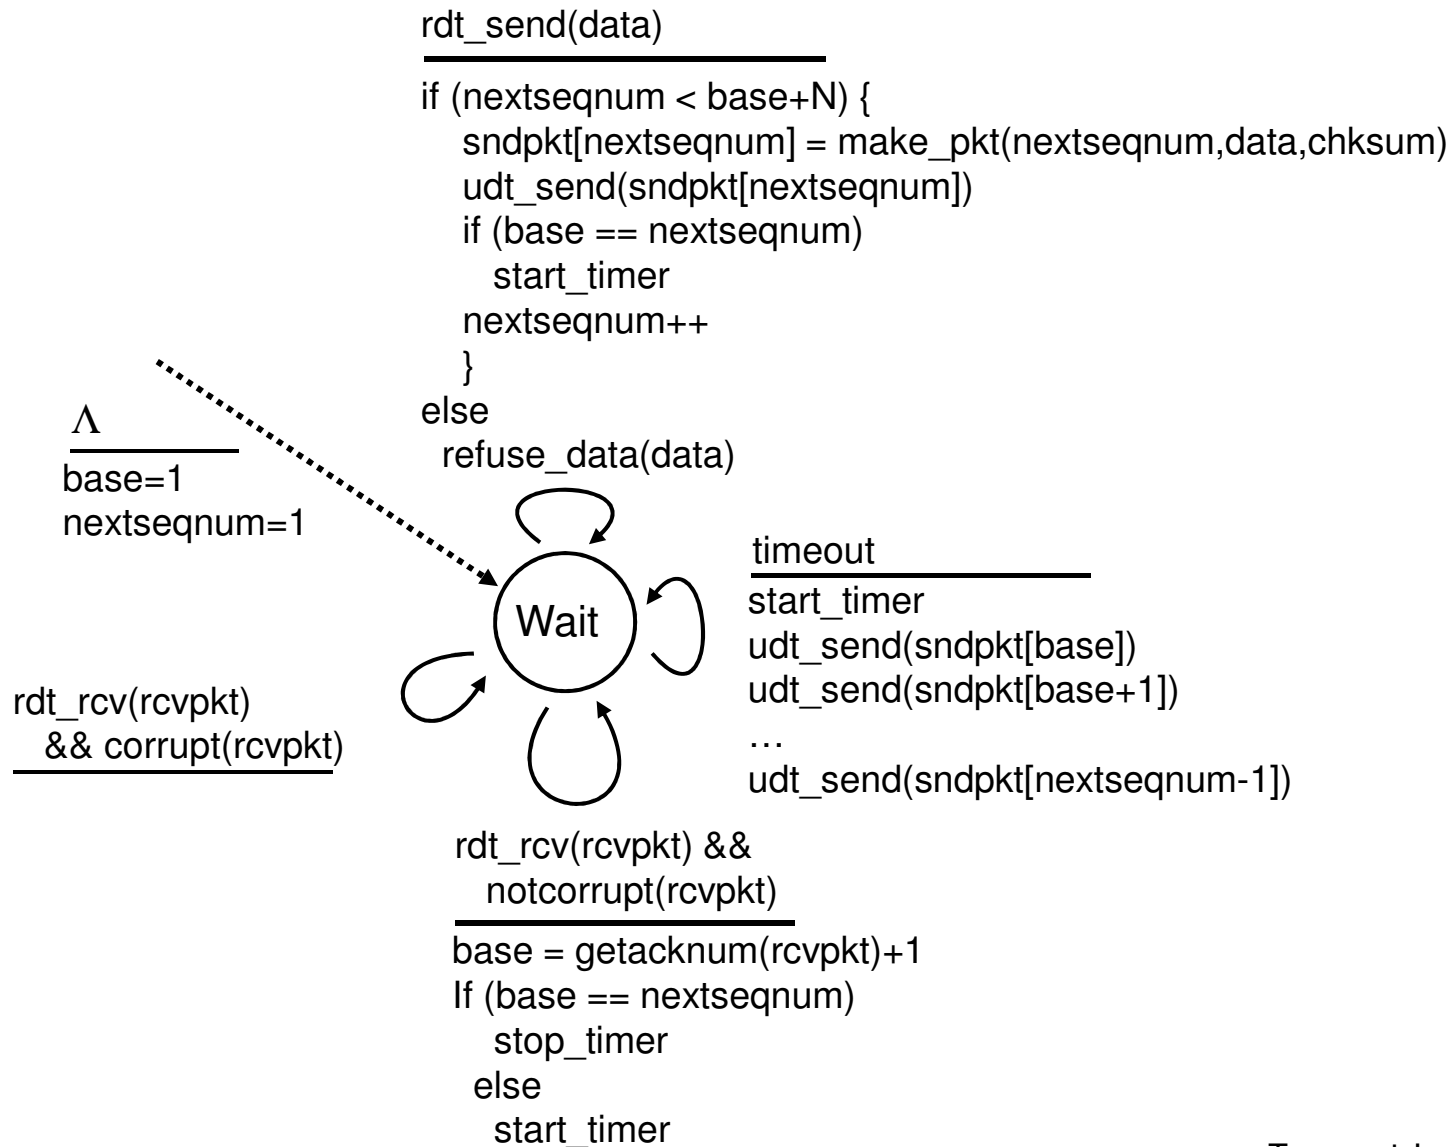 rdt_send(data)
if (nextseqnum < base+N) {
sndpkt[nextseqnum] = make_pkt(nextseqnum,data,chksum)
udt_send(sndpkt[nextseqnum])
if (base == nextseqnum)
start_timer
nextseqnum++
}
else
refuse_data(data)
Λ
base=1
nextseqnum=1
Wait
timeout
start_timer
udt_send(sndpkt[base])
udt_send(sndpkt[base+1])
…
udt_send(sndpkt[nextseqnum-1])
rdt_rcv(rcvpkt)
&& corrupt(rcvpkt)
rdt_rcv(rcvpkt) &&
notcorrupt(rcvpkt)
base = getacknum(rcvpkt)+1
If (base == nextseqnum)
stop_timer
else
start_timer